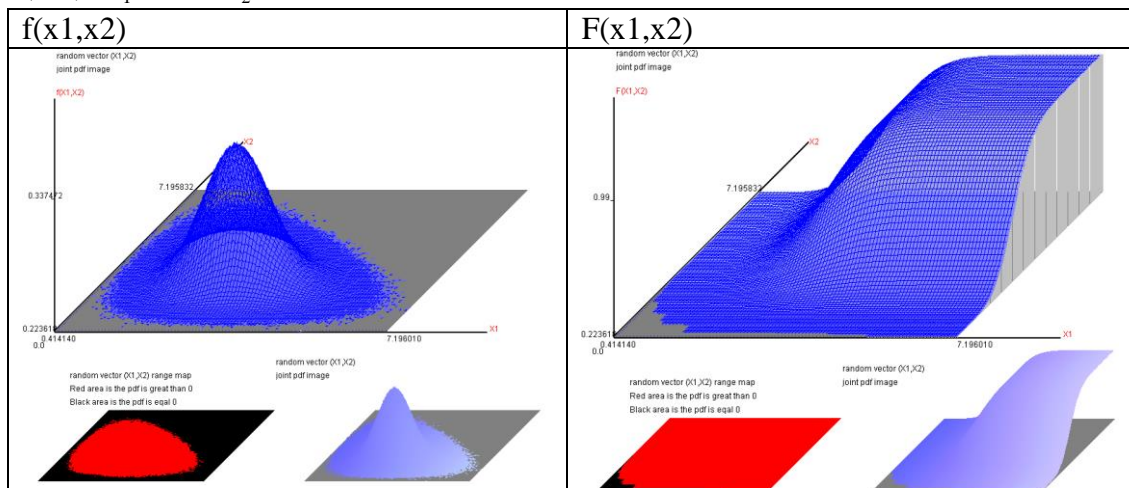 f(x1,x2)
random vector (X1,X2)
joint pdf image
f(X1,X2)
X2
7.195832
0.337472
0.223618
0.414140
0.0
7.196010
X1
random vector (X1,X2) range map
Red area is the pdf is great than 0
Black area is the pdf is eqal 0
random vector (X1,X2)
joint pdf image
F(x1,x2)
random vector (X1,X2)
joint pdf image
F(X1,X2)
X2
7.195832
0.99
0.223618
0.414140
0.0
7.196010
X1
random vector (X1,X2) range map
Red area is the pdf is great than 0
Black area is the pdf is eqal 0
random vector (X1,X2)
joint pdf image